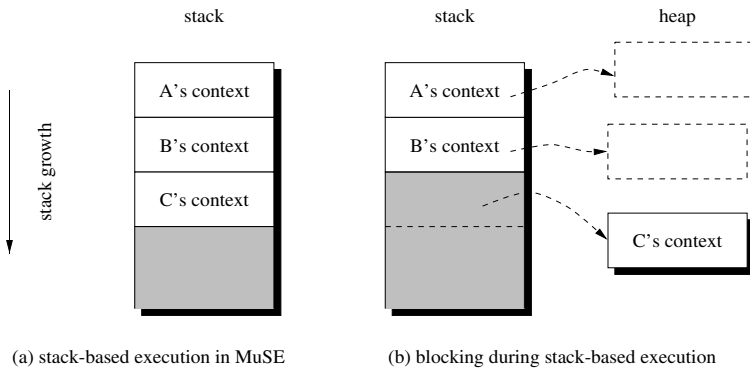 stack
stack
heap
stack growth
A's context
B's context
C's context
A's context
B's context
C's context
(a) stack-based execution in MuSE
(b) blocking during stack-based execution